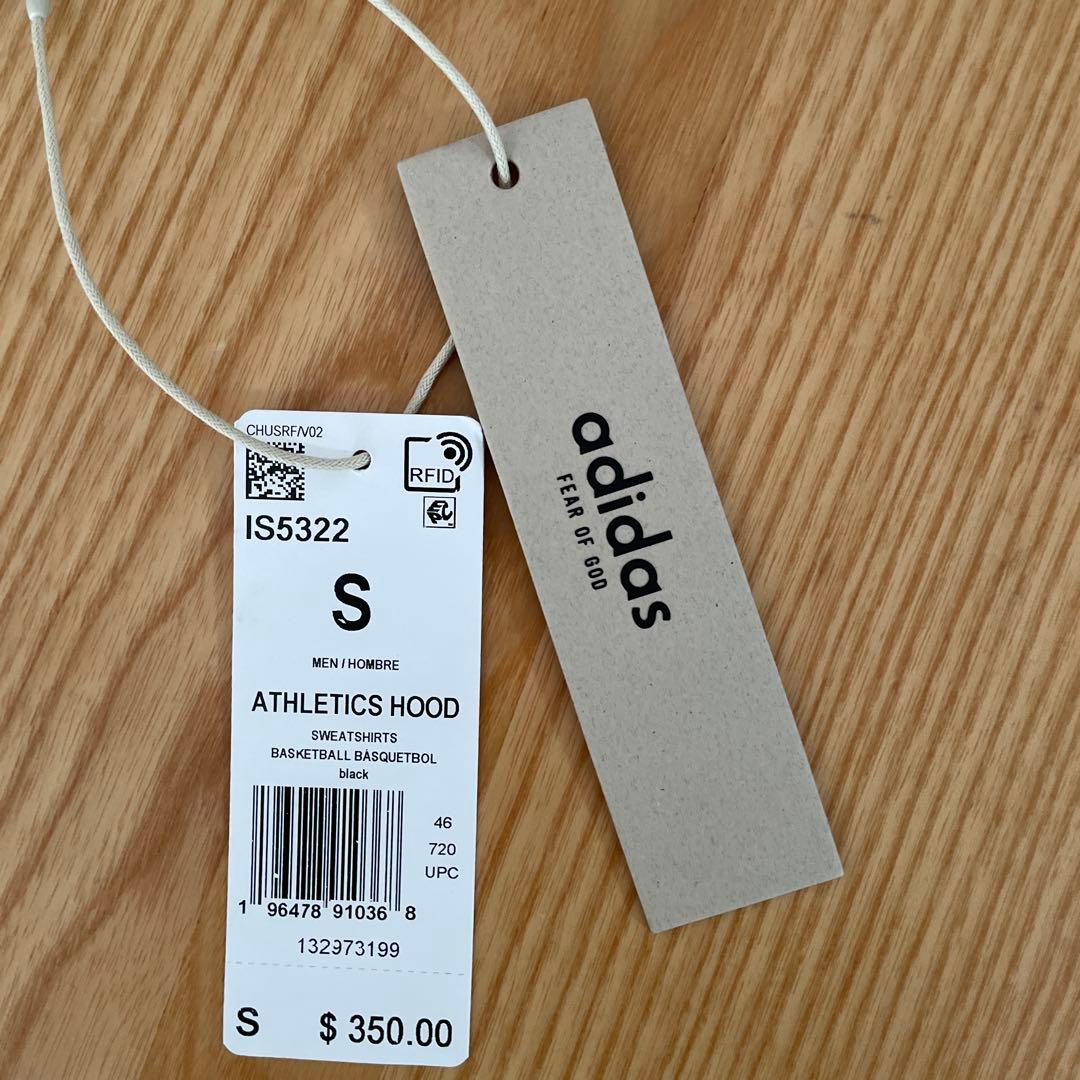 CHUSRF/V02
RFID
IS5322
S
MEN / HOMBRE
ATHLETICS HOOD
SWEATSHIRTS
BASKETBALL BÁSQUETBOL
black
46
720
UPC
1 96478 91036 8
132973199
S $ 350.00
adidas
FEAR OF GOD